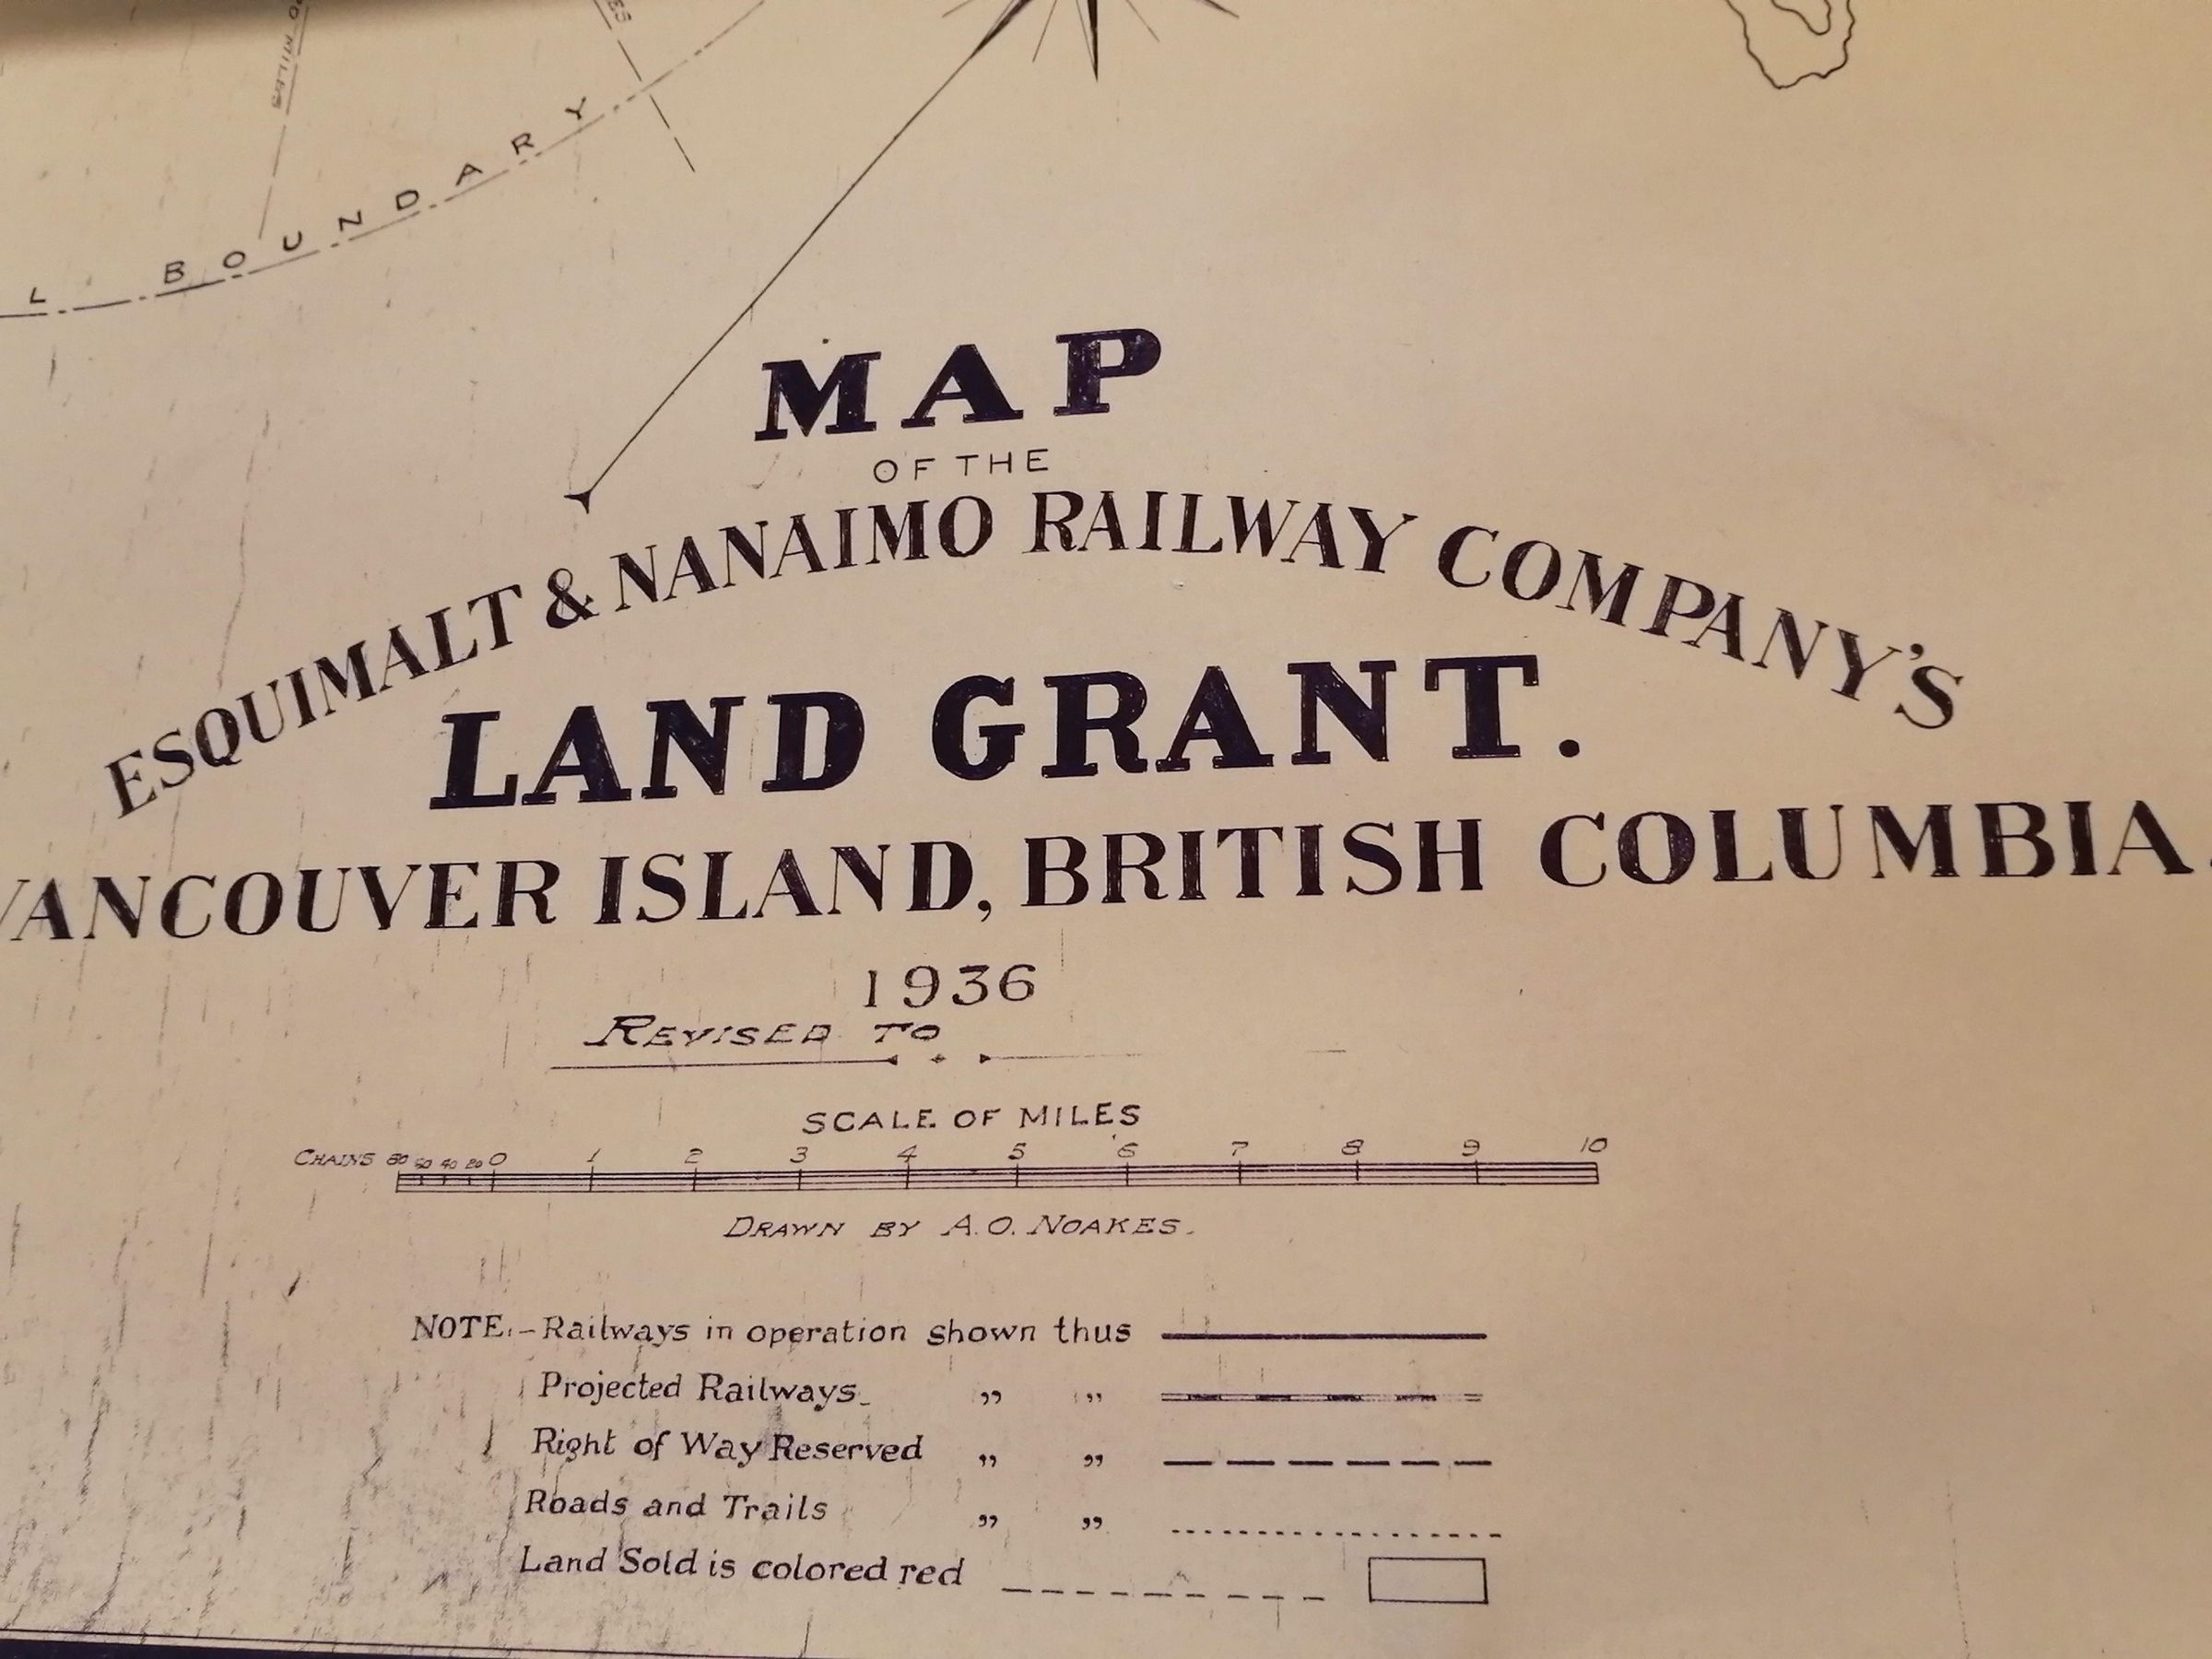 L BOUNDARY
MAP
OF THE
ESQUIMALT & NANAIMO RAILWAY COMPANY'S
LAND GRANT.
VANCOUVER ISLAND, BRITISH COLUMBIA.
1936
REVISED TO
SCALE OF MILES
CHAINS 80 60 40 20 0 1 2 3 4 5 6 7 8 9 10
DRAWN BY A.O. NOAKES.
NOTE:- Railways in operation shown thus
Projected Railways. " "
Right of Way Reserved " "
Roads and Trails " "
Land Sold is colored red